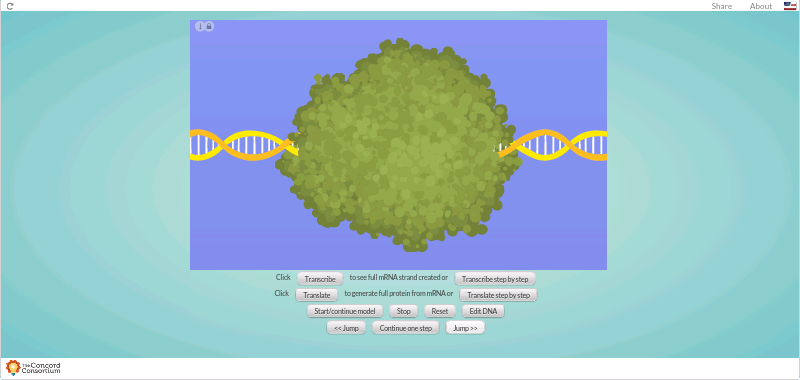 Share About
Click Transcribe to see full mRNA strand created or Transcribe step by step
Click Translate to generate full protein from mRNA or Translate step by step
Start/continue model Stop Reset Edit DNA
<< Jump Continue one step Jump >>
The Concord
Consortium